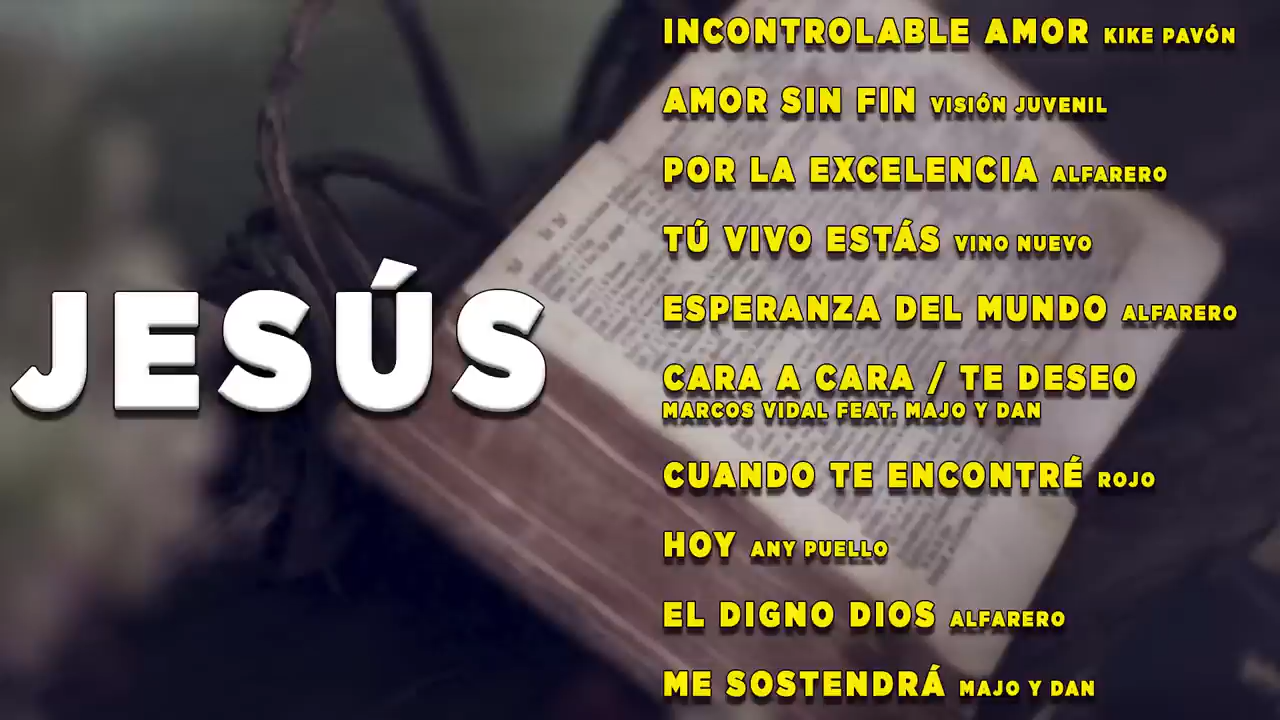 JESÚS
INCONTROLABLE AMOR KIKE PAVÓN
AMOR SIN FIN VISIÓN JUVENIL
POR LA EXCELENCIA ALFARERO
TÚ VIVO ESTÁS VINO NUEVO
ESPERANZA DEL MUNDO ALFARERO
CARA A CARA / TE DESEO
MARCOS VIDAL FEAT. MAJO Y DAN
CUANDO TE ENCONTRÉ ROJO
HOY ANY PUELLO
EL DIGNO DIOS ALFARERO
ME SOSTENDRÁ MAJO Y DAN